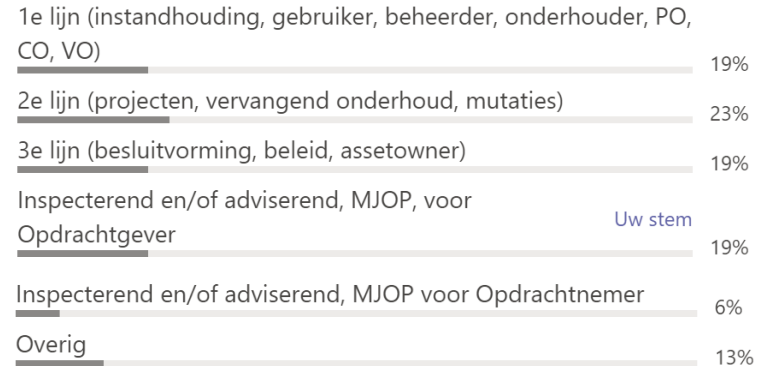 1e lijn (instandhouding, gebruiker, beheerder, onderhouder, PO,
CO, VO)
19%
2e lijn (projecten, vervangend onderhoud, mutaties)
23%
3e lijn (besluitvorming, beleid, assetowner)
19%
Inspecterend en/of adviserend, MJOP, voor
Opdrachtgever
Uw stem
19%
Inspecterend en/of adviserend, MJOP voor Opdrachtnemer
6%
Overig
13%